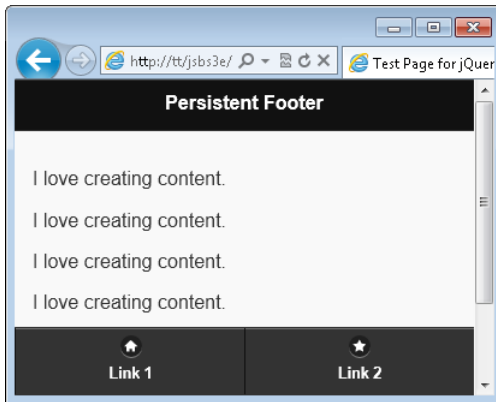 http://tt/jsbs3e/
Test Page for jQuer
Persistent Footer
I love creating content.
I love creating content.
I love creating content.
I love creating content.
Link 1
Link 2